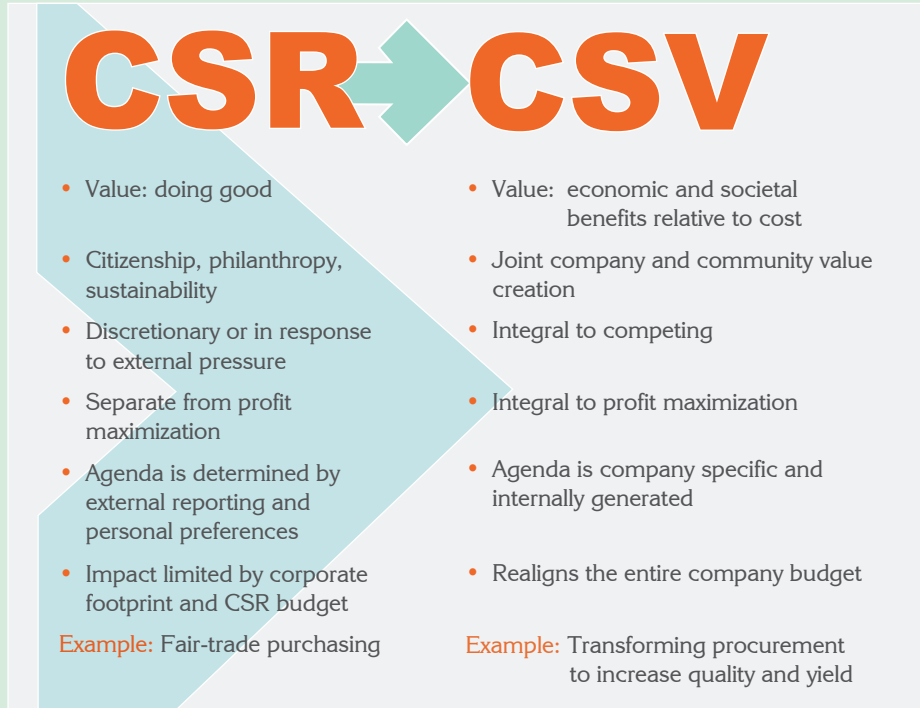 CSR CSV
• Value: doing good
• Citizenship, philanthropy,
sustainability
• Discretionary or in response
to external pressure
• Separate from profit
maximization
• Agenda is determined by
external reporting and
personal preferences
• Impact limited by corporate
footprint and CSR budget
Example: Fair-trade purchasing
• Value: economic and societal
benefits relative to cost
• Joint company and community value
creation
• Integral to competing
• Integral to profit maximization
• Agenda is company specific and
internally generated
• Realigns the entire company budget
Example: Transforming procurement
to increase quality and yield